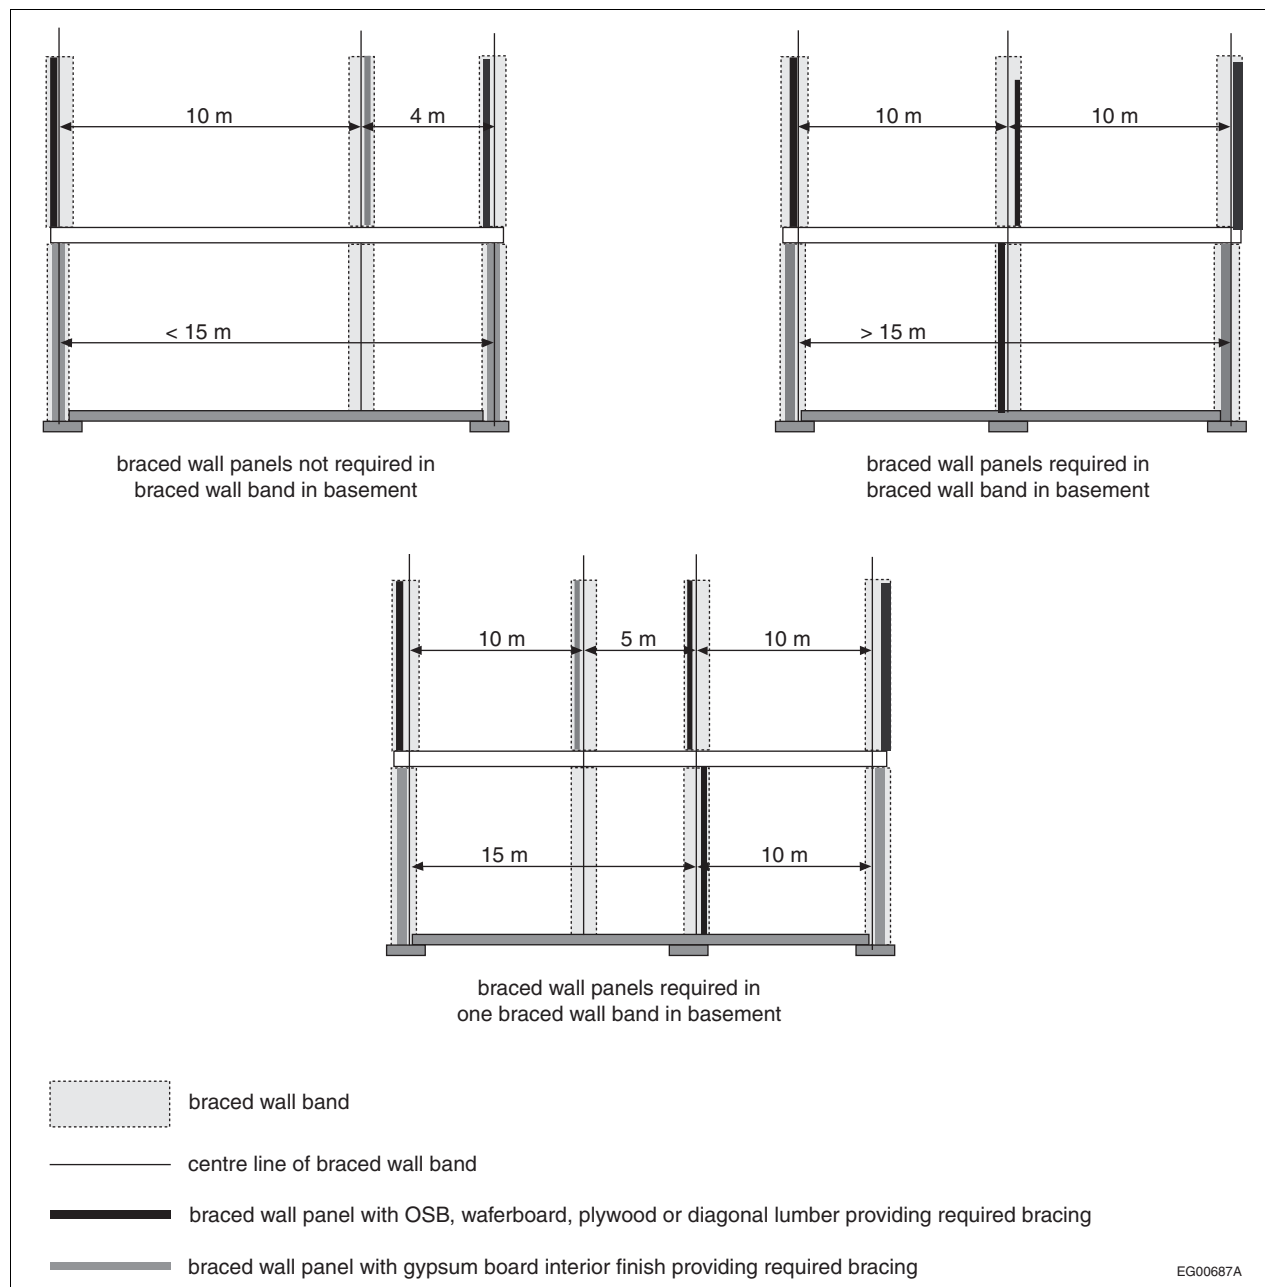 10 m
4 m
10 m
10 m
< 15 m
> 15 m
braced wall panels not required in
braced wall band in basement
braced wall panels required in
braced wall band in basement
10 m
5 m
10 m
15 m
10 m
braced wall panels required in
one braced wall band in basement
braced wall band
centre line of braced wall band
braced wall panel with OSB, waferboard, plywood or diagonal lumber providing required bracing
braced wall panel with gypsum board interior finish providing required bracing
EG00687A